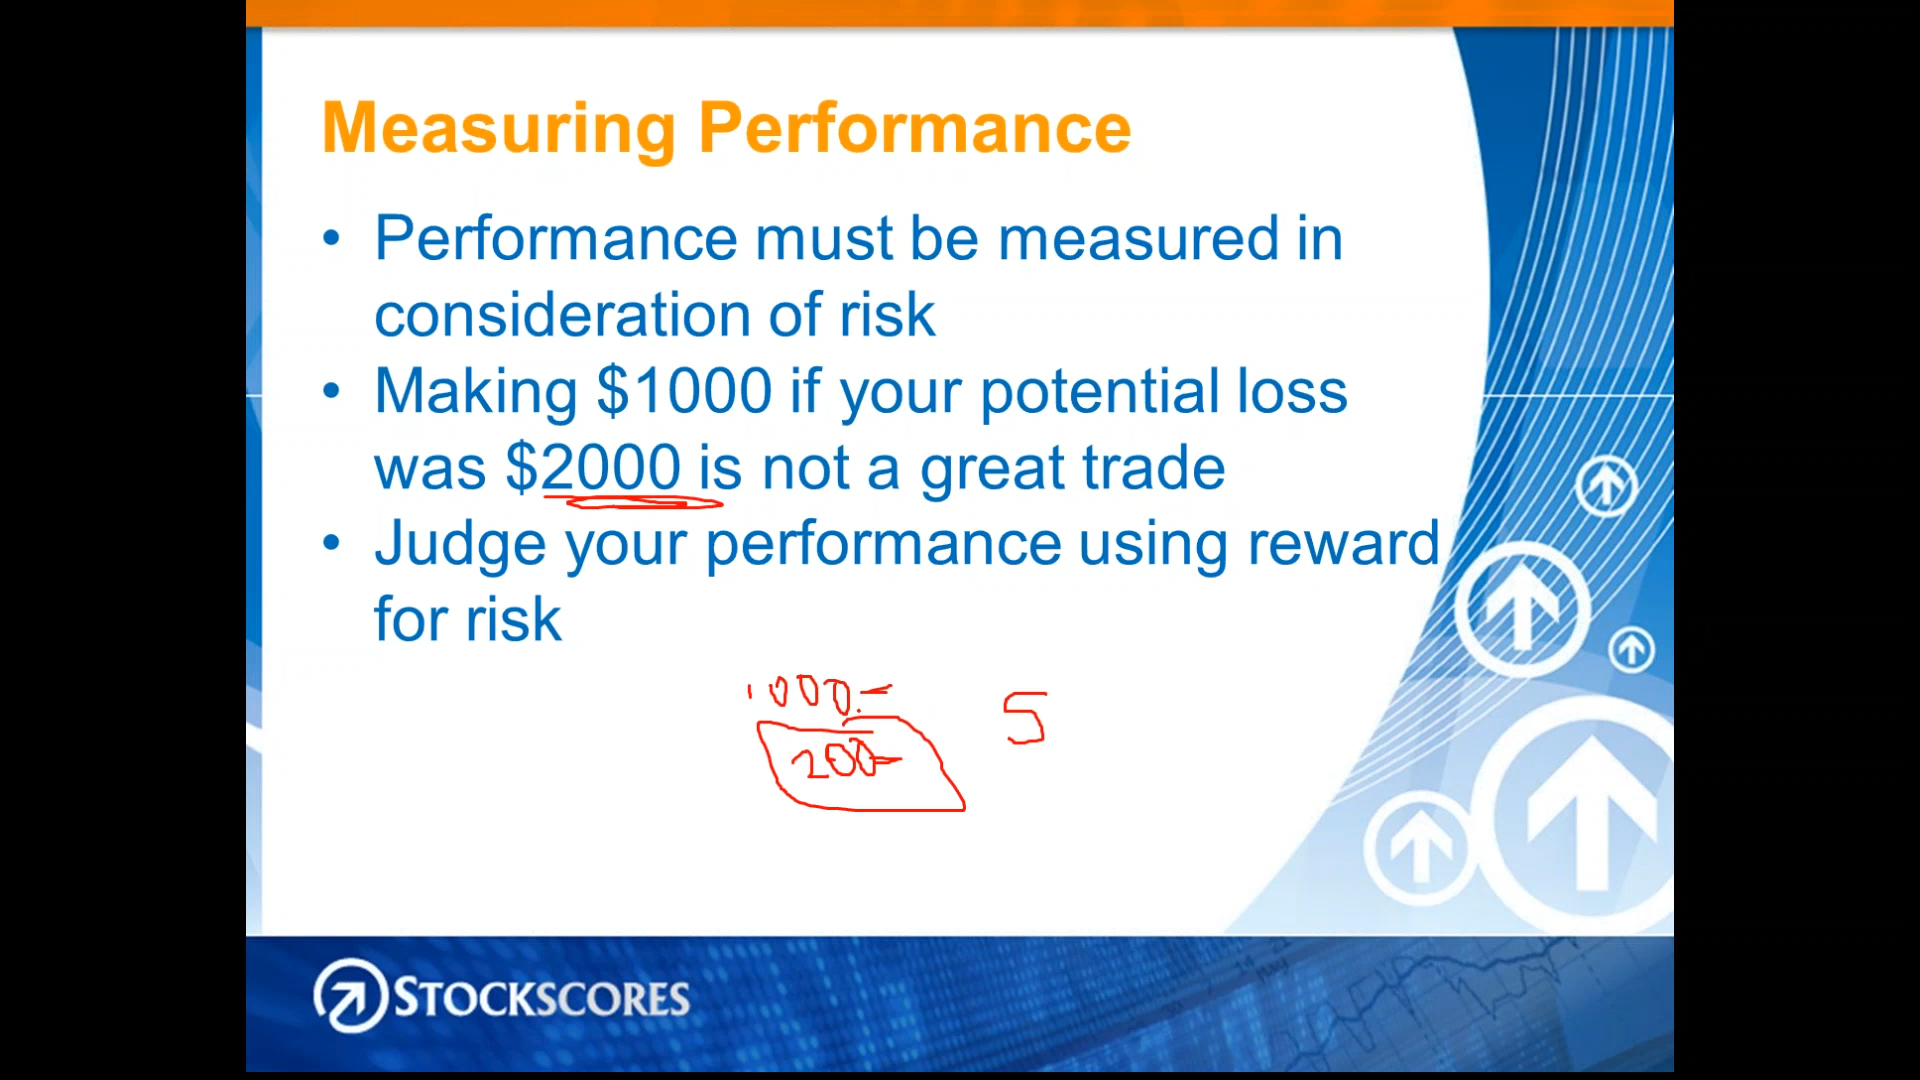 Measuring Performance
• Performance must be measured in
consideration of risk
• Making $1000 if your potential loss
was $2000 is not a great trade
• Judge your performance using reward
for risk
1000.-
200-
5
STOCKSCORES